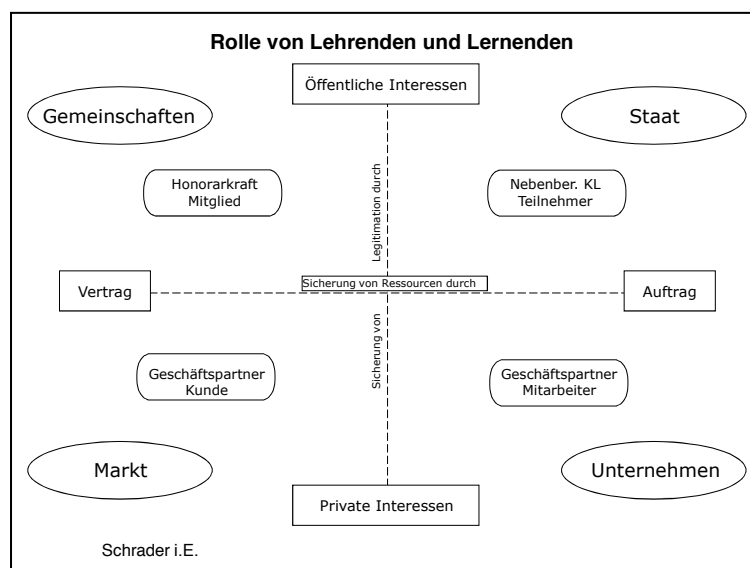 Rolle von Lehrenden und Lernenden
Öffentliche Interessen
Gemeinschaften
Staat
Honorarkraft
Mitglied
Nebenber. KL
Teilnehmer
Legitimation durch
Sicherung von Ressourcen durch
Vertrag
Auftrag
Sicherung von
Geschäftspartner
Kunde
Geschäftspartner
Mitarbeiter
Markt
Unternehmen
Private Interessen
Schrader i.E.